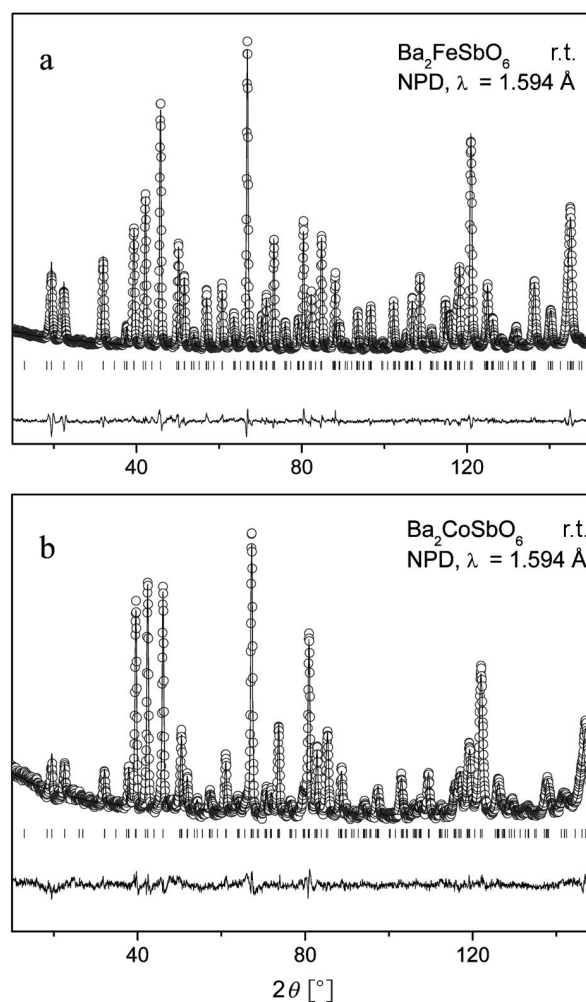 a
Ba₂FeSbO₆ r.t.
NPD, λ = 1.594 Å
40 80 120
b
Ba₂CoSbO₆ r.t.
NPD, λ = 1.594 Å
40 80 120
2θ [°]